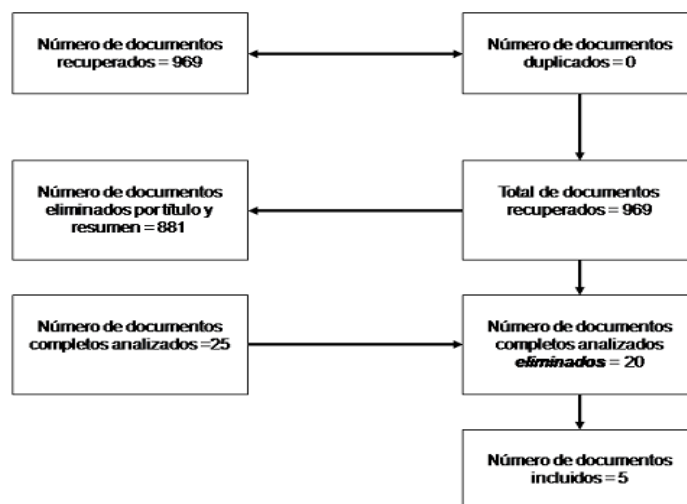 Número de documentos
recuperados = 969
Número de documentos
duplicados = 0
Número de documentos
eliminados por título y
resumen = 881
Total de documentos
recuperados = 969
Número de documentos
completos analizados =25
Número de documentos
completos analizados
eliminados = 20
Número de documentos
incluidos = 5